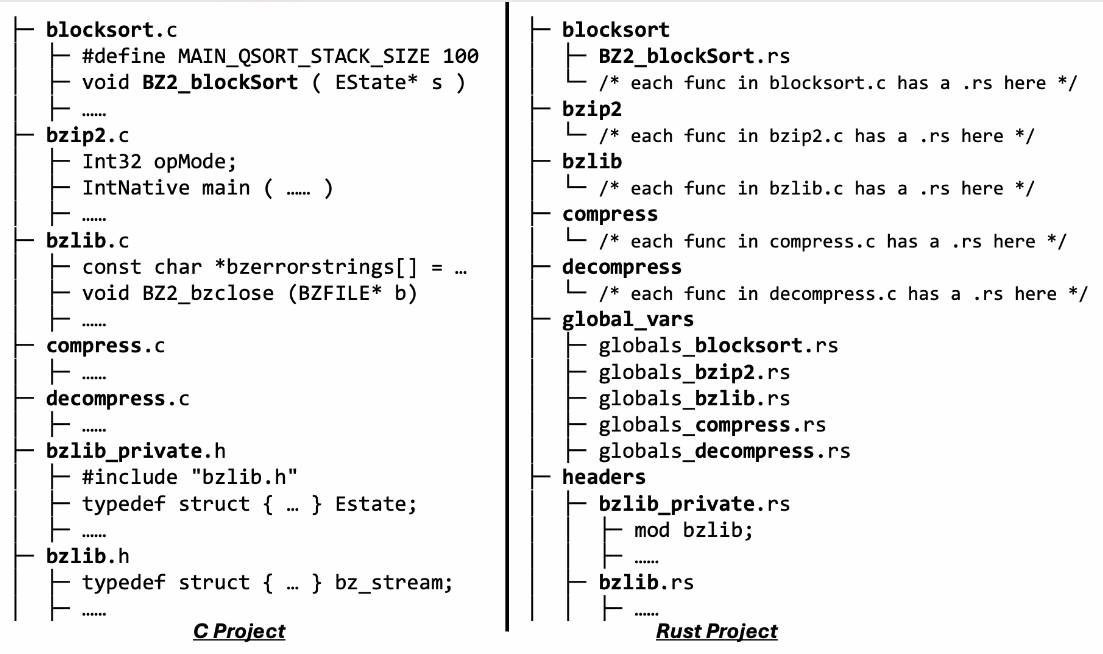 blocksort.c
#define MAIN_QSORT_STACK_SIZE 100
void BZ2_blockSort ( EState* s )
……
bzip2.c
Int32 opMode;
IntNative main ( …… )
……
bzlib.c
const char *bzerrorstrings[] = …
void BZ2_bzclose (BZFILE* b)
……
compress.c
……
decompress.c
……
bzlib_private.h
#include "bzlib.h"
typedef struct { … } Estate;
……
bzlib.h
typedef struct { … } bz_stream;
……
C Project
blocksort
BZ2_blockSort.rs
/* each func in blocksort.c has a .rs here */
bzip2
/* each func in bzip2.c has a .rs here */
bzlib
/* each func in bzlib.c has a .rs here */
compress
/* each func in compress.c has a .rs here */
decompress
/* each func in decompress.c has a .rs here */
global_vars
globals_blocksort.rs
globals_bzip2.rs
globals_bzlib.rs
globals_compress.rs
globals_decompress.rs
headers
bzlib_private.rs
mod bzlib;
……
bzlib.rs
……
Rust Project